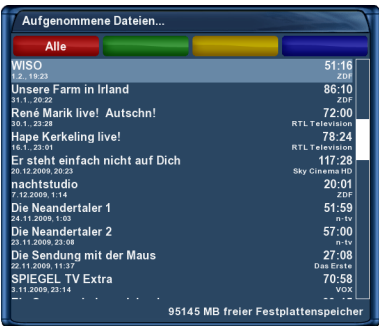 Aufgenommene Dateien...
Alle
WISO 51:16
1.2., 19:23 ZDF
Unsere Farm in Irland 86:10
31.1., 20:22 ZDF
René Marik live! Autschn! 72:00
30.1., 23:28 RTL Television
Hape Kerkeling live! 78:24
16.1., 23:01 RTL Television
Er steht einfach nicht auf Dich 117:28
20.12.2009, 20:23 Sky Cinema HD
nachtstudio 20:01
7.12.2009, 1:14 ZDF
Die Neandertaler 1 51:59
24.11.2009, 1:03 n-tv
Die Neandertaler 2 57:00
23.11.2009, 23:08 n-tv
Die Sendung mit der Maus 27:08
22.11.2009, 11:37 Das Erste
SPIEGEL TV Extra 70:58
3.11.2009, 23:14 VOX
95145 MB freier Festplattenspeicher